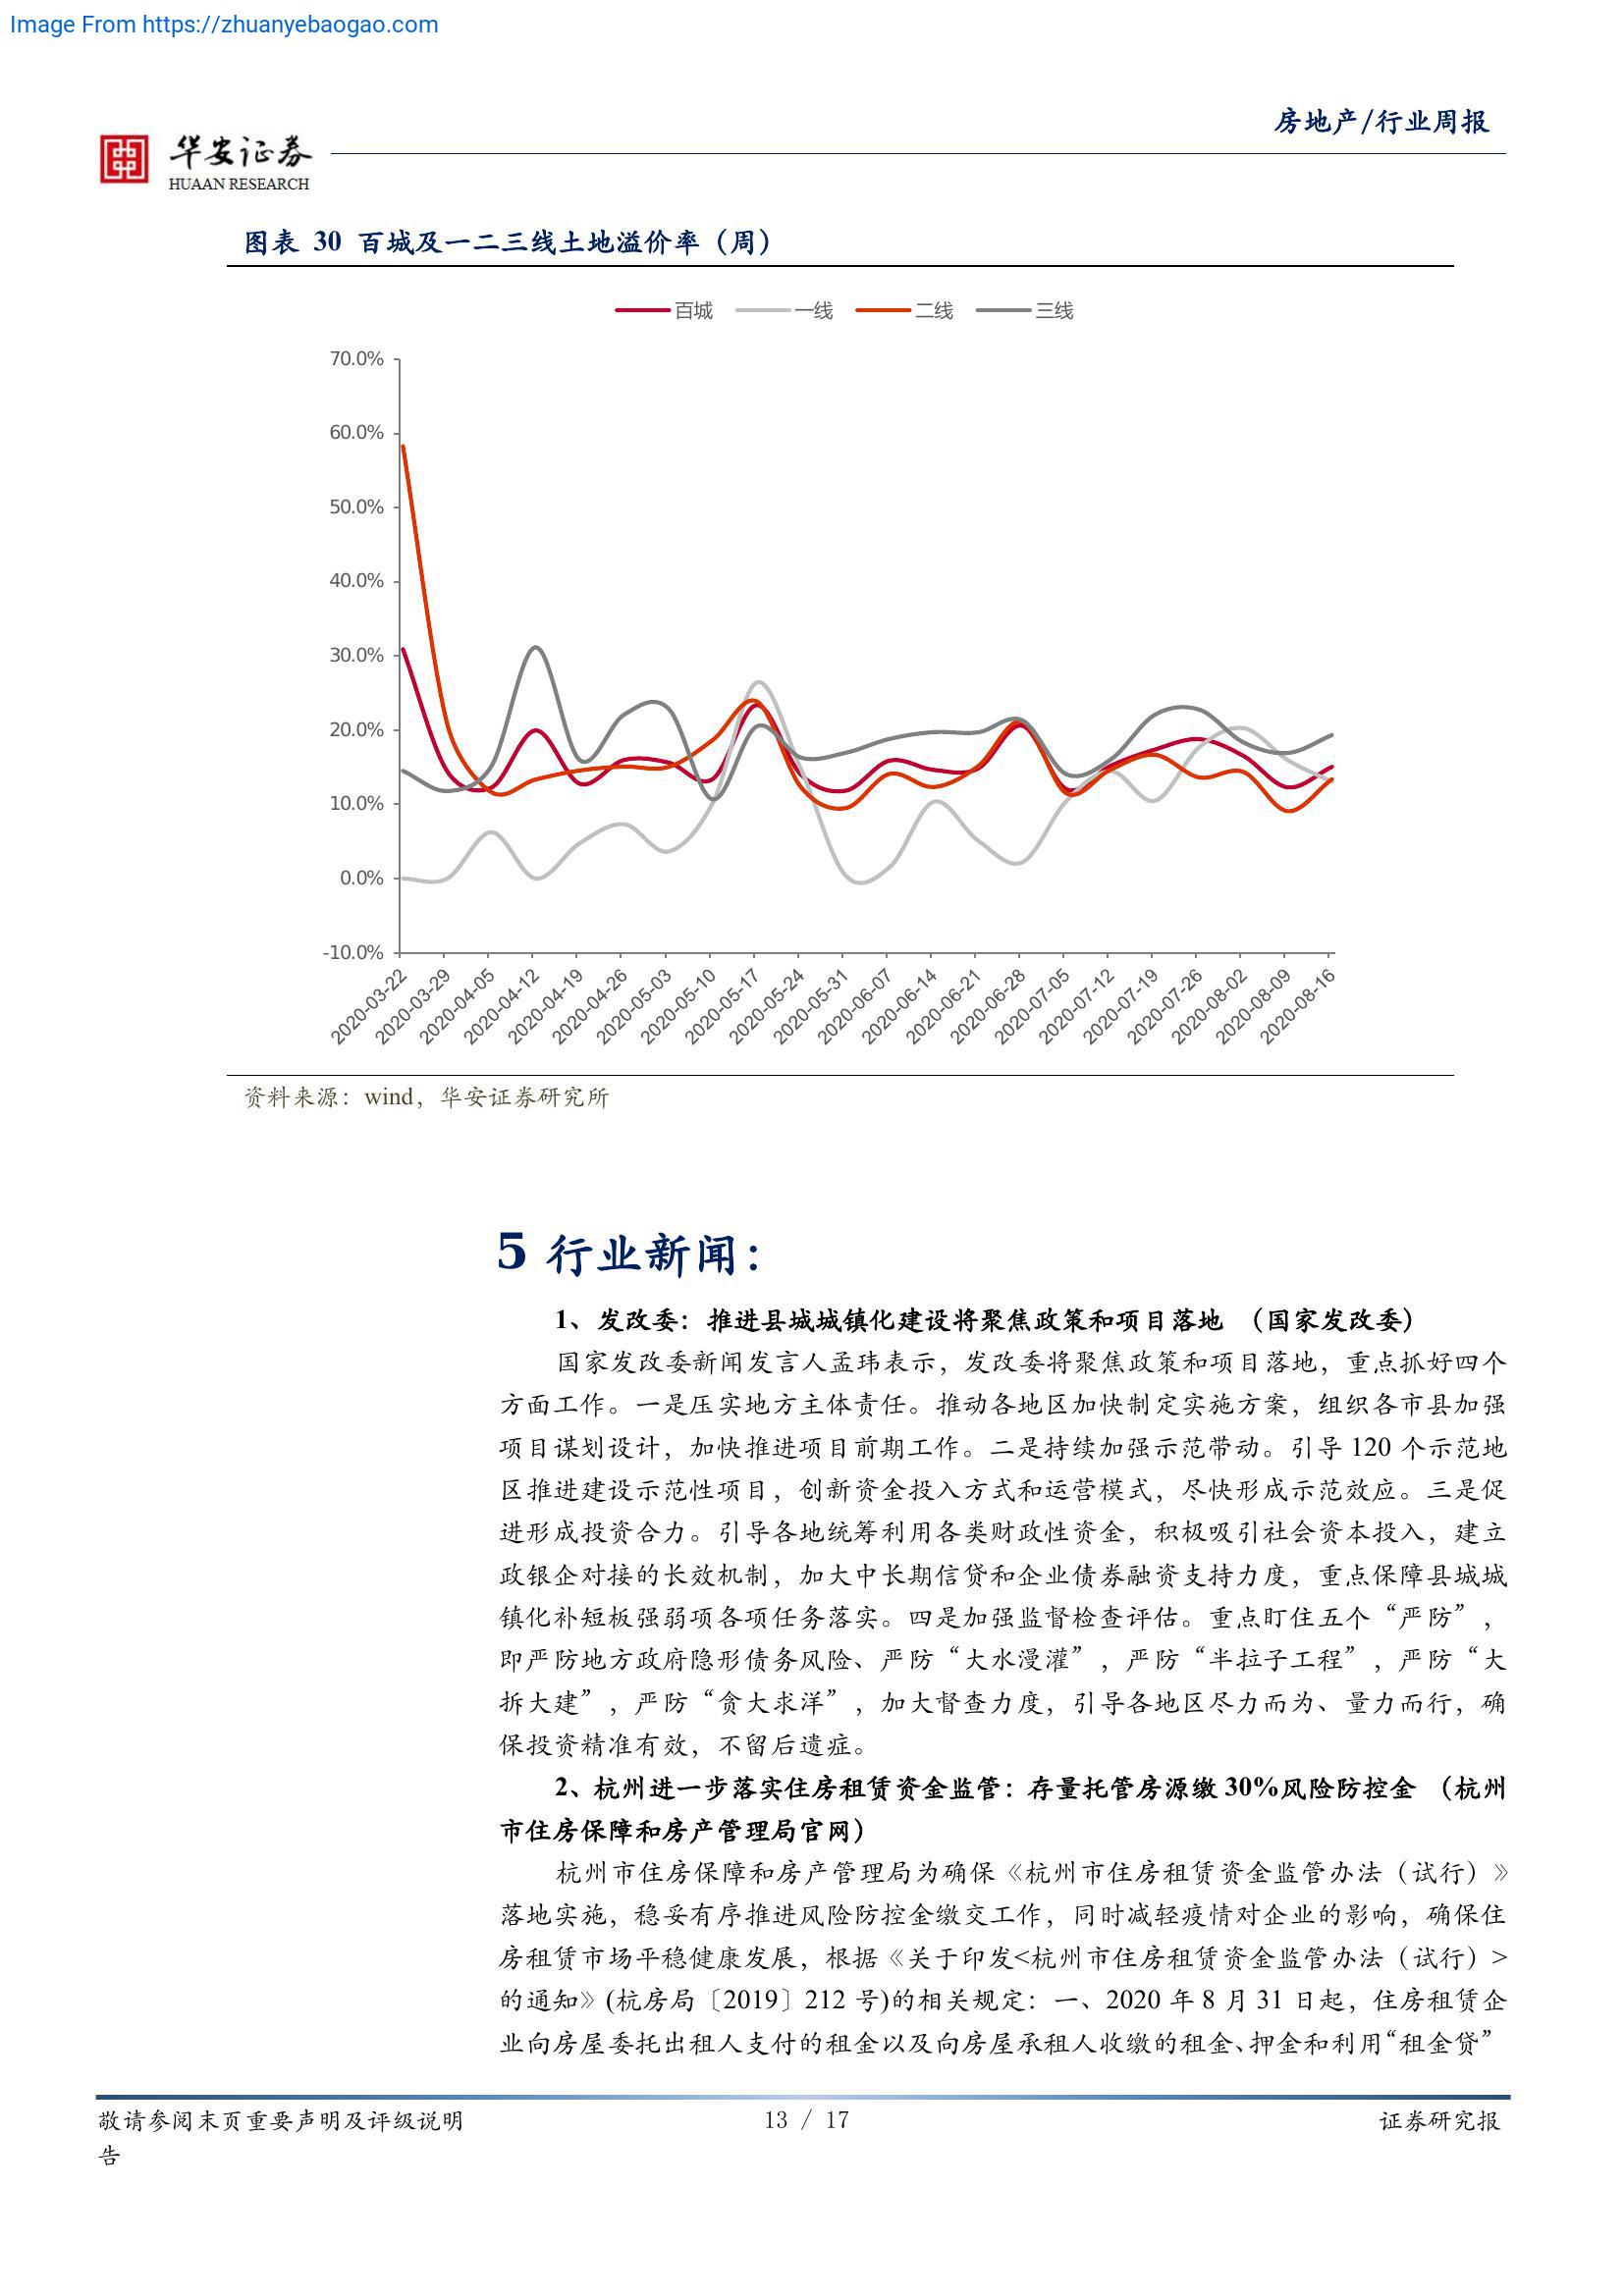 Image From https://zhuanyebaogao.com
房地产/行业周报
华安证券
HUAAN RESEARCH
图表 30 百城及一二三线土地溢价率（周）
百城 一线 二线 三线
70.0%
60.0%
50.0%
40.0%
30.0%
20.0%
10.0%
0.0%
-10.0%
2020-03-22
2020-03-29
2020-04-05
2020-04-12
2020-04-19
2020-04-26
2020-05-03
2020-05-10
2020-05-17
2020-05-24
2020-05-31
2020-06-07
2020-06-14
2020-06-21
2020-06-28
2020-07-05
2020-07-12
2020-07-19
2020-07-26
2020-08-02
2020-08-09
2020-08-16
资料来源：wind，华安证券研究所
5 行业新闻：
1、发改委：推进县城城镇化建设将聚焦政策和项目落地 （国家发改委）
国家发改委新闻发言人孟玮表示，发改委将聚焦政策和项目落地，重点抓好四个
方面工作。一是压实地方主体责任。推动各地区加快制定实施方案，组织各市县加强
项目谋划设计，加快推进项目前期工作。二是持续加强示范带动。引导 120 个示范地
区推进建设示范性项目，创新资金投入方式和运营模式，尽快形成示范效应。三是促
进形成投资合力。引导各地统筹利用各类财政性资金，积极吸引社会资本投入，建立
政银企对接的长效机制，加大中长期信贷和企业债券融资支持力度，重点保障县城城
镇化补短板强弱项各项任务落实。四是加强监督检查评估。重点盯住五个“严防”，
即严防地方政府隐形债务风险、严防“大水漫灌”，严防“半拉子工程”，严防“大
拆大建”，严防“贪大求洋”，加大督查力度，引导各地区尽力而为、量力而行，确
保投资精准有效，不留后遗症。
2、杭州进一步落实住房租赁资金监管：存量托管房源缴 30%风险防控金 （杭州
市住房保障和房产管理局官网）
杭州市住房保障和房产管理局为确保《杭州市住房租赁资金监管办法（试行）》
落地实施，稳妥有序推进风险防控金缴交工作，同时减轻疫情对企业的影响，确保住
房租赁市场平稳健康发展，根据《关于印发<杭州市住房租赁资金监管办法（试行）>
的通知》(杭房局〔2019〕212 号)的相关规定：一、2020 年 8 月 31 日起，住房租赁企
业向房屋委托出租人支付的租金以及向房屋承租人收缴的租金、押金和利用“租金贷”
敬请参阅末页重要声明及评级说明 13 / 17 证券研究报
告